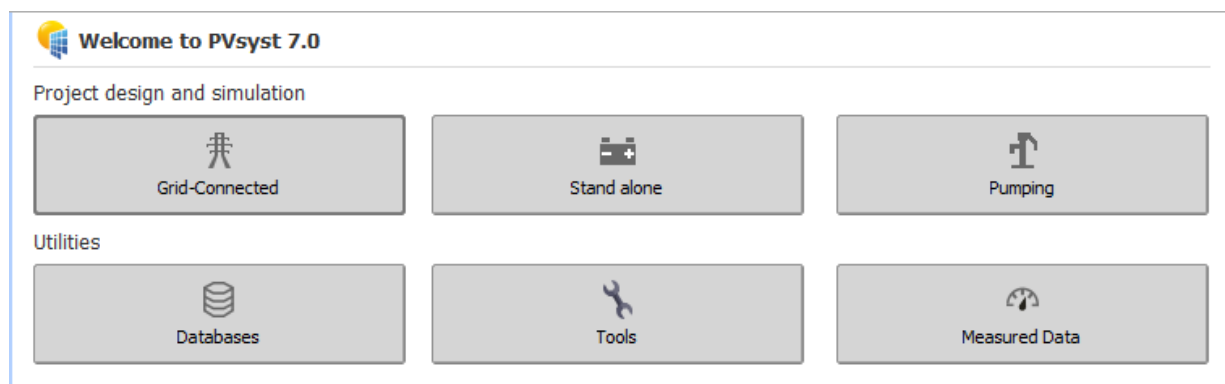 Welcome to PVsyst 7.0
Project design and simulation
Grid-Connected
Stand alone
Pumping
Utilities
Databases
Tools
Measured Data